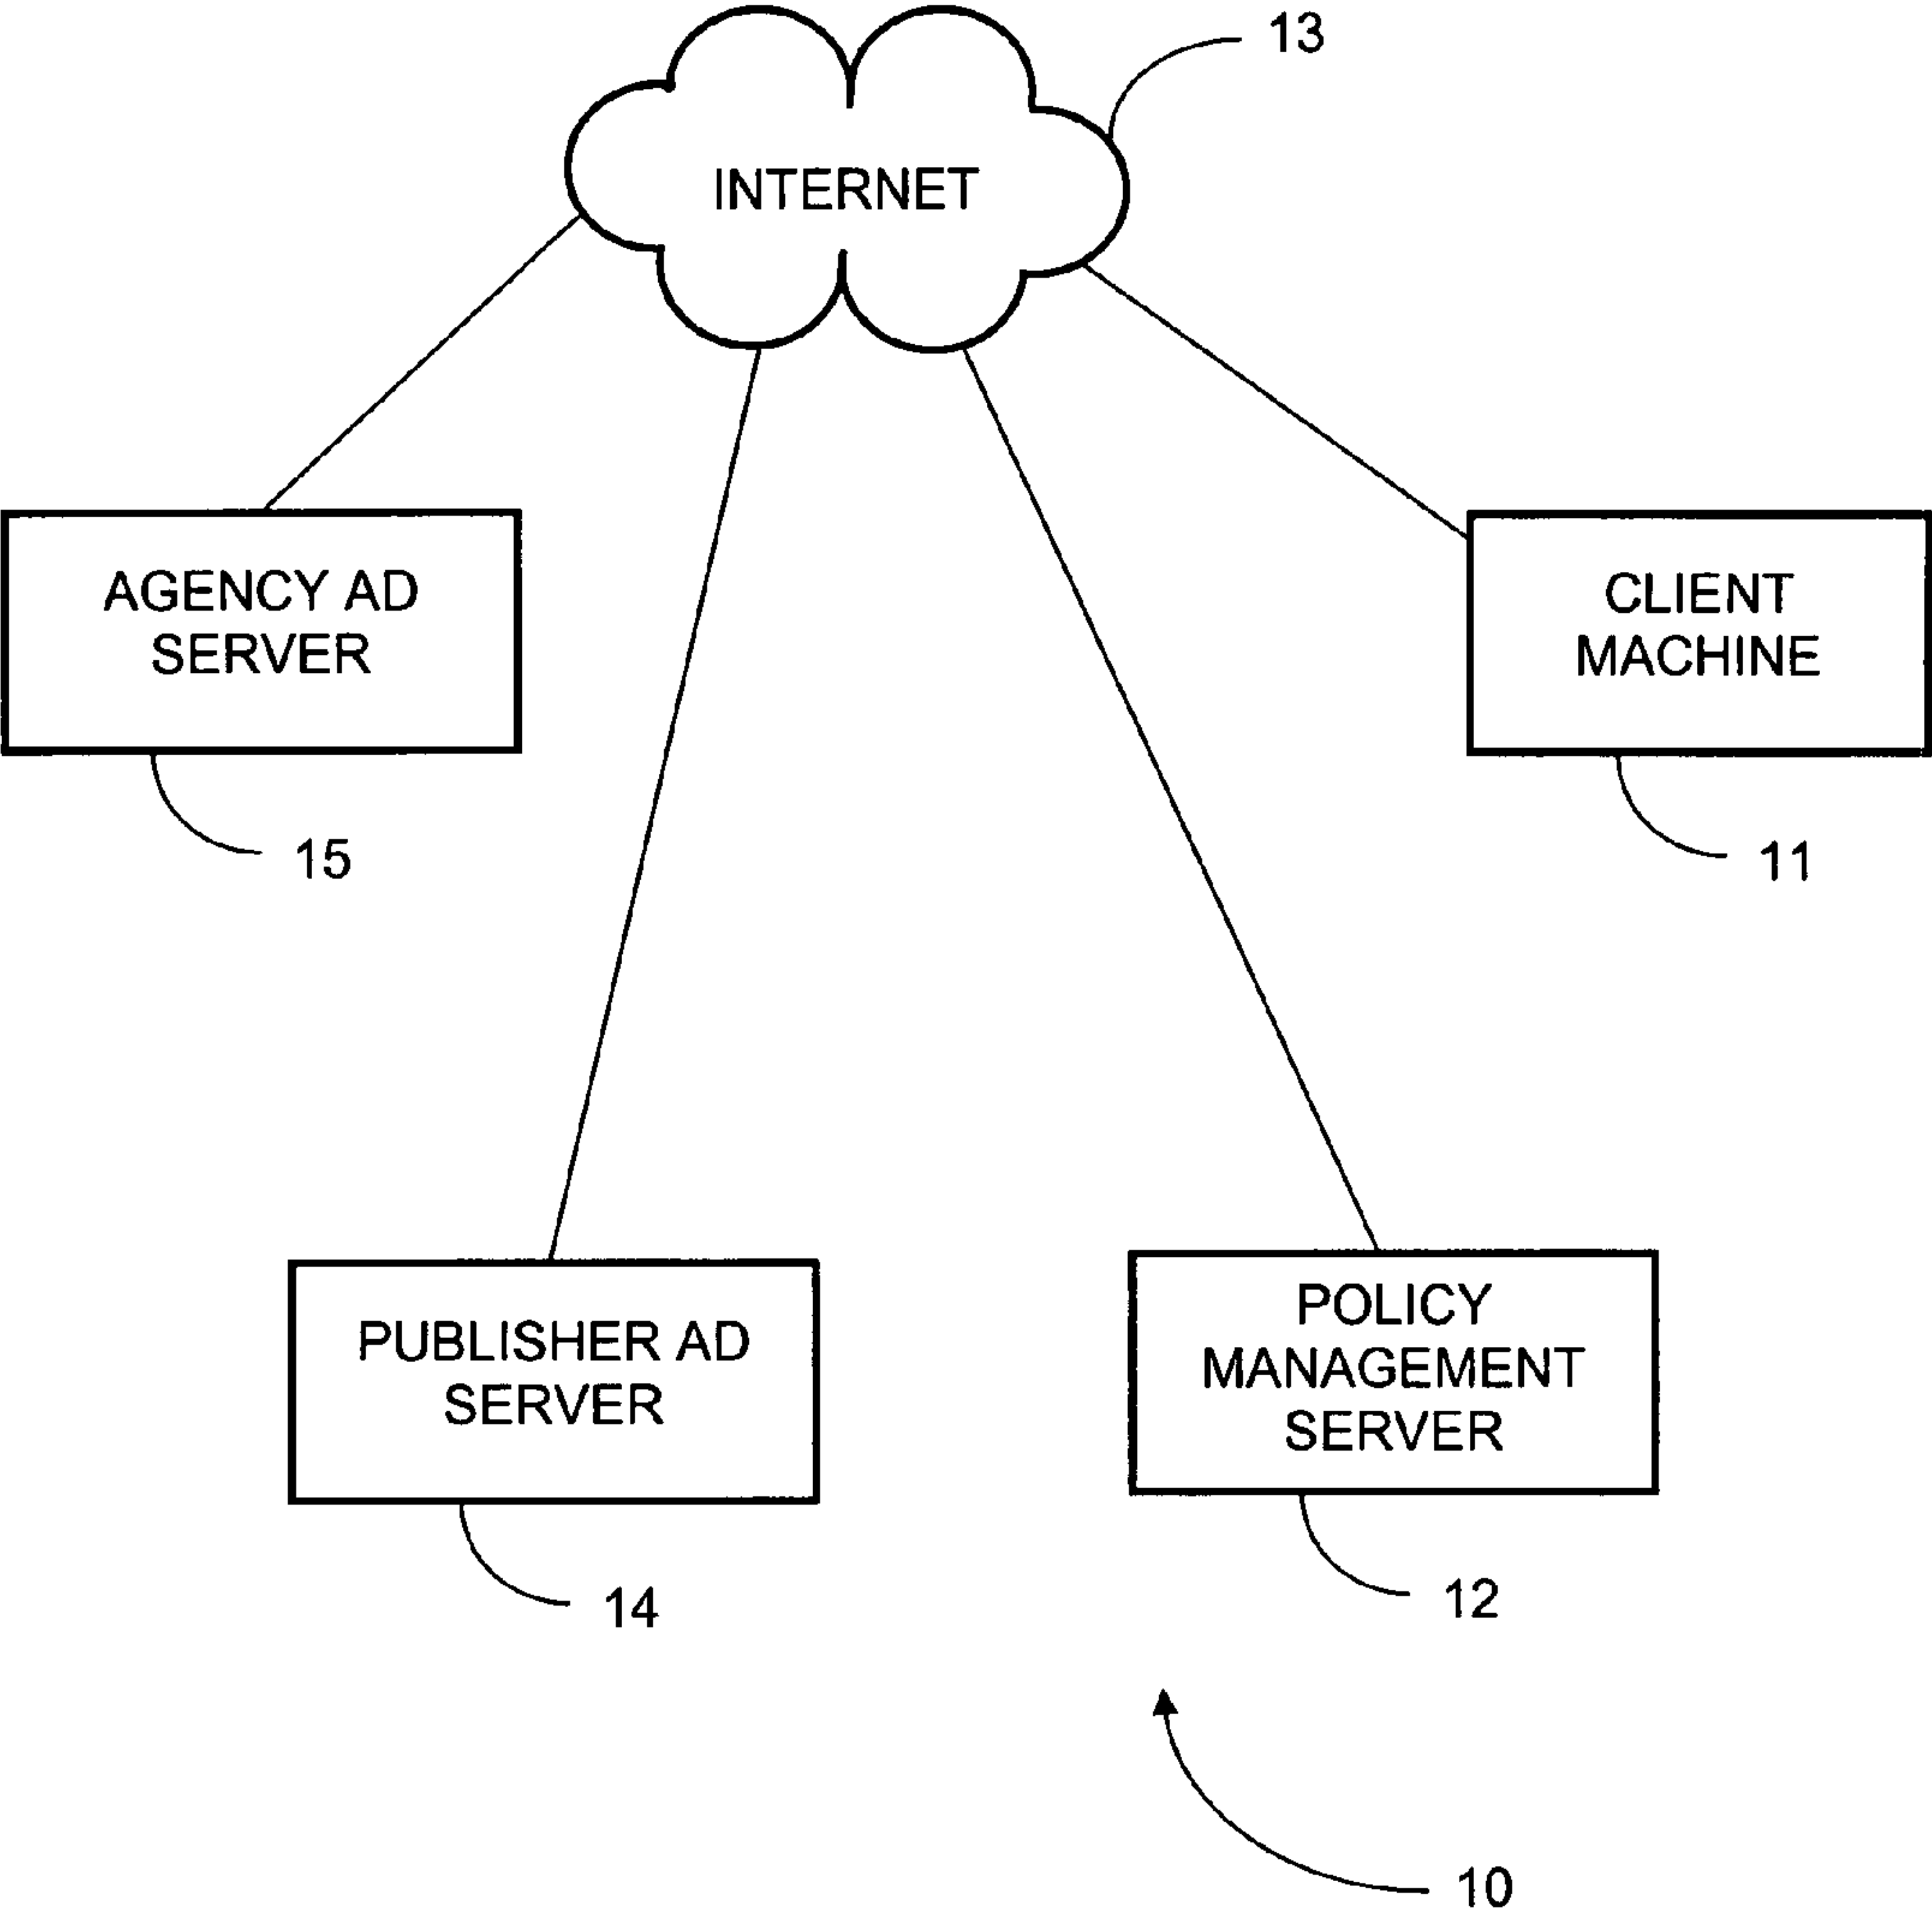 13
INTERNET
AGENCY AD
SERVER
CLIENT
MACHINE
15
11
PUBLISHER AD
SERVER
POLICY
MANAGEMENT
SERVER
14
12
10